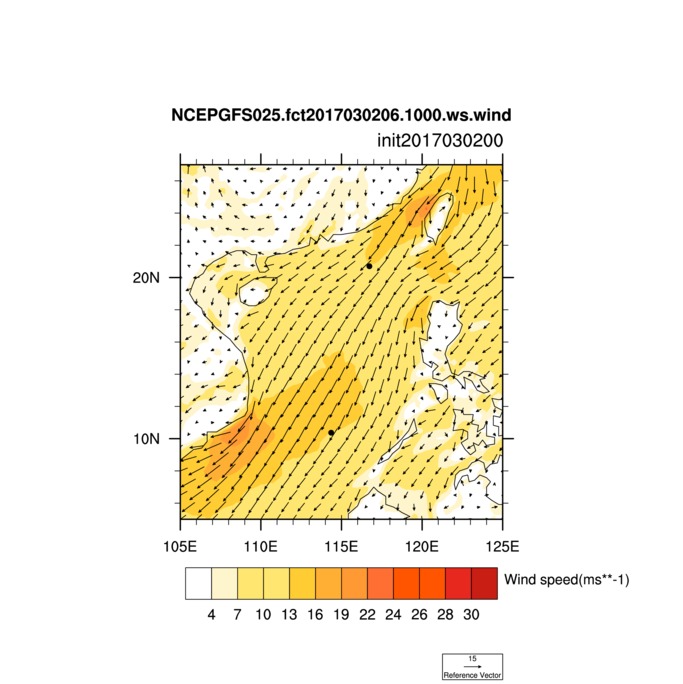 NCEPGFS025.fct2017030206.1000.ws.wind
init2017030200
20N
10N
105E 110E 115E 120E 125E
Wind speed(ms**-1)
4 7 10 13 16 19 22 24 26 28 30
15
Reference Vector